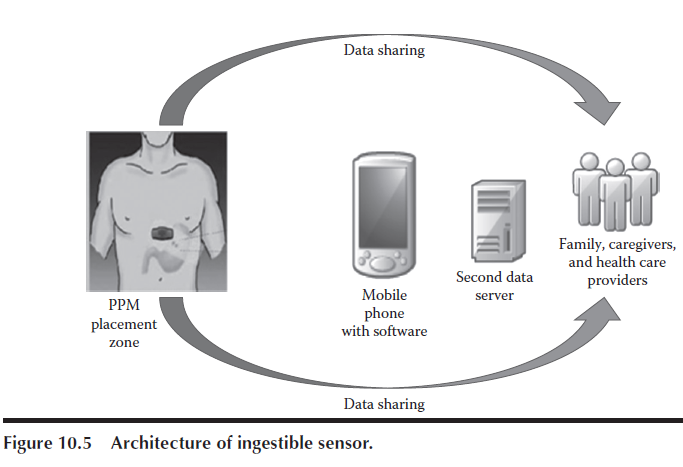 Data sharing
PPM
placement
zone
Mobile
phone
with software
Second data
server
Family, caregivers,
and health care
providers
Data sharing
Figure 10.5 Architecture of ingestible sensor.